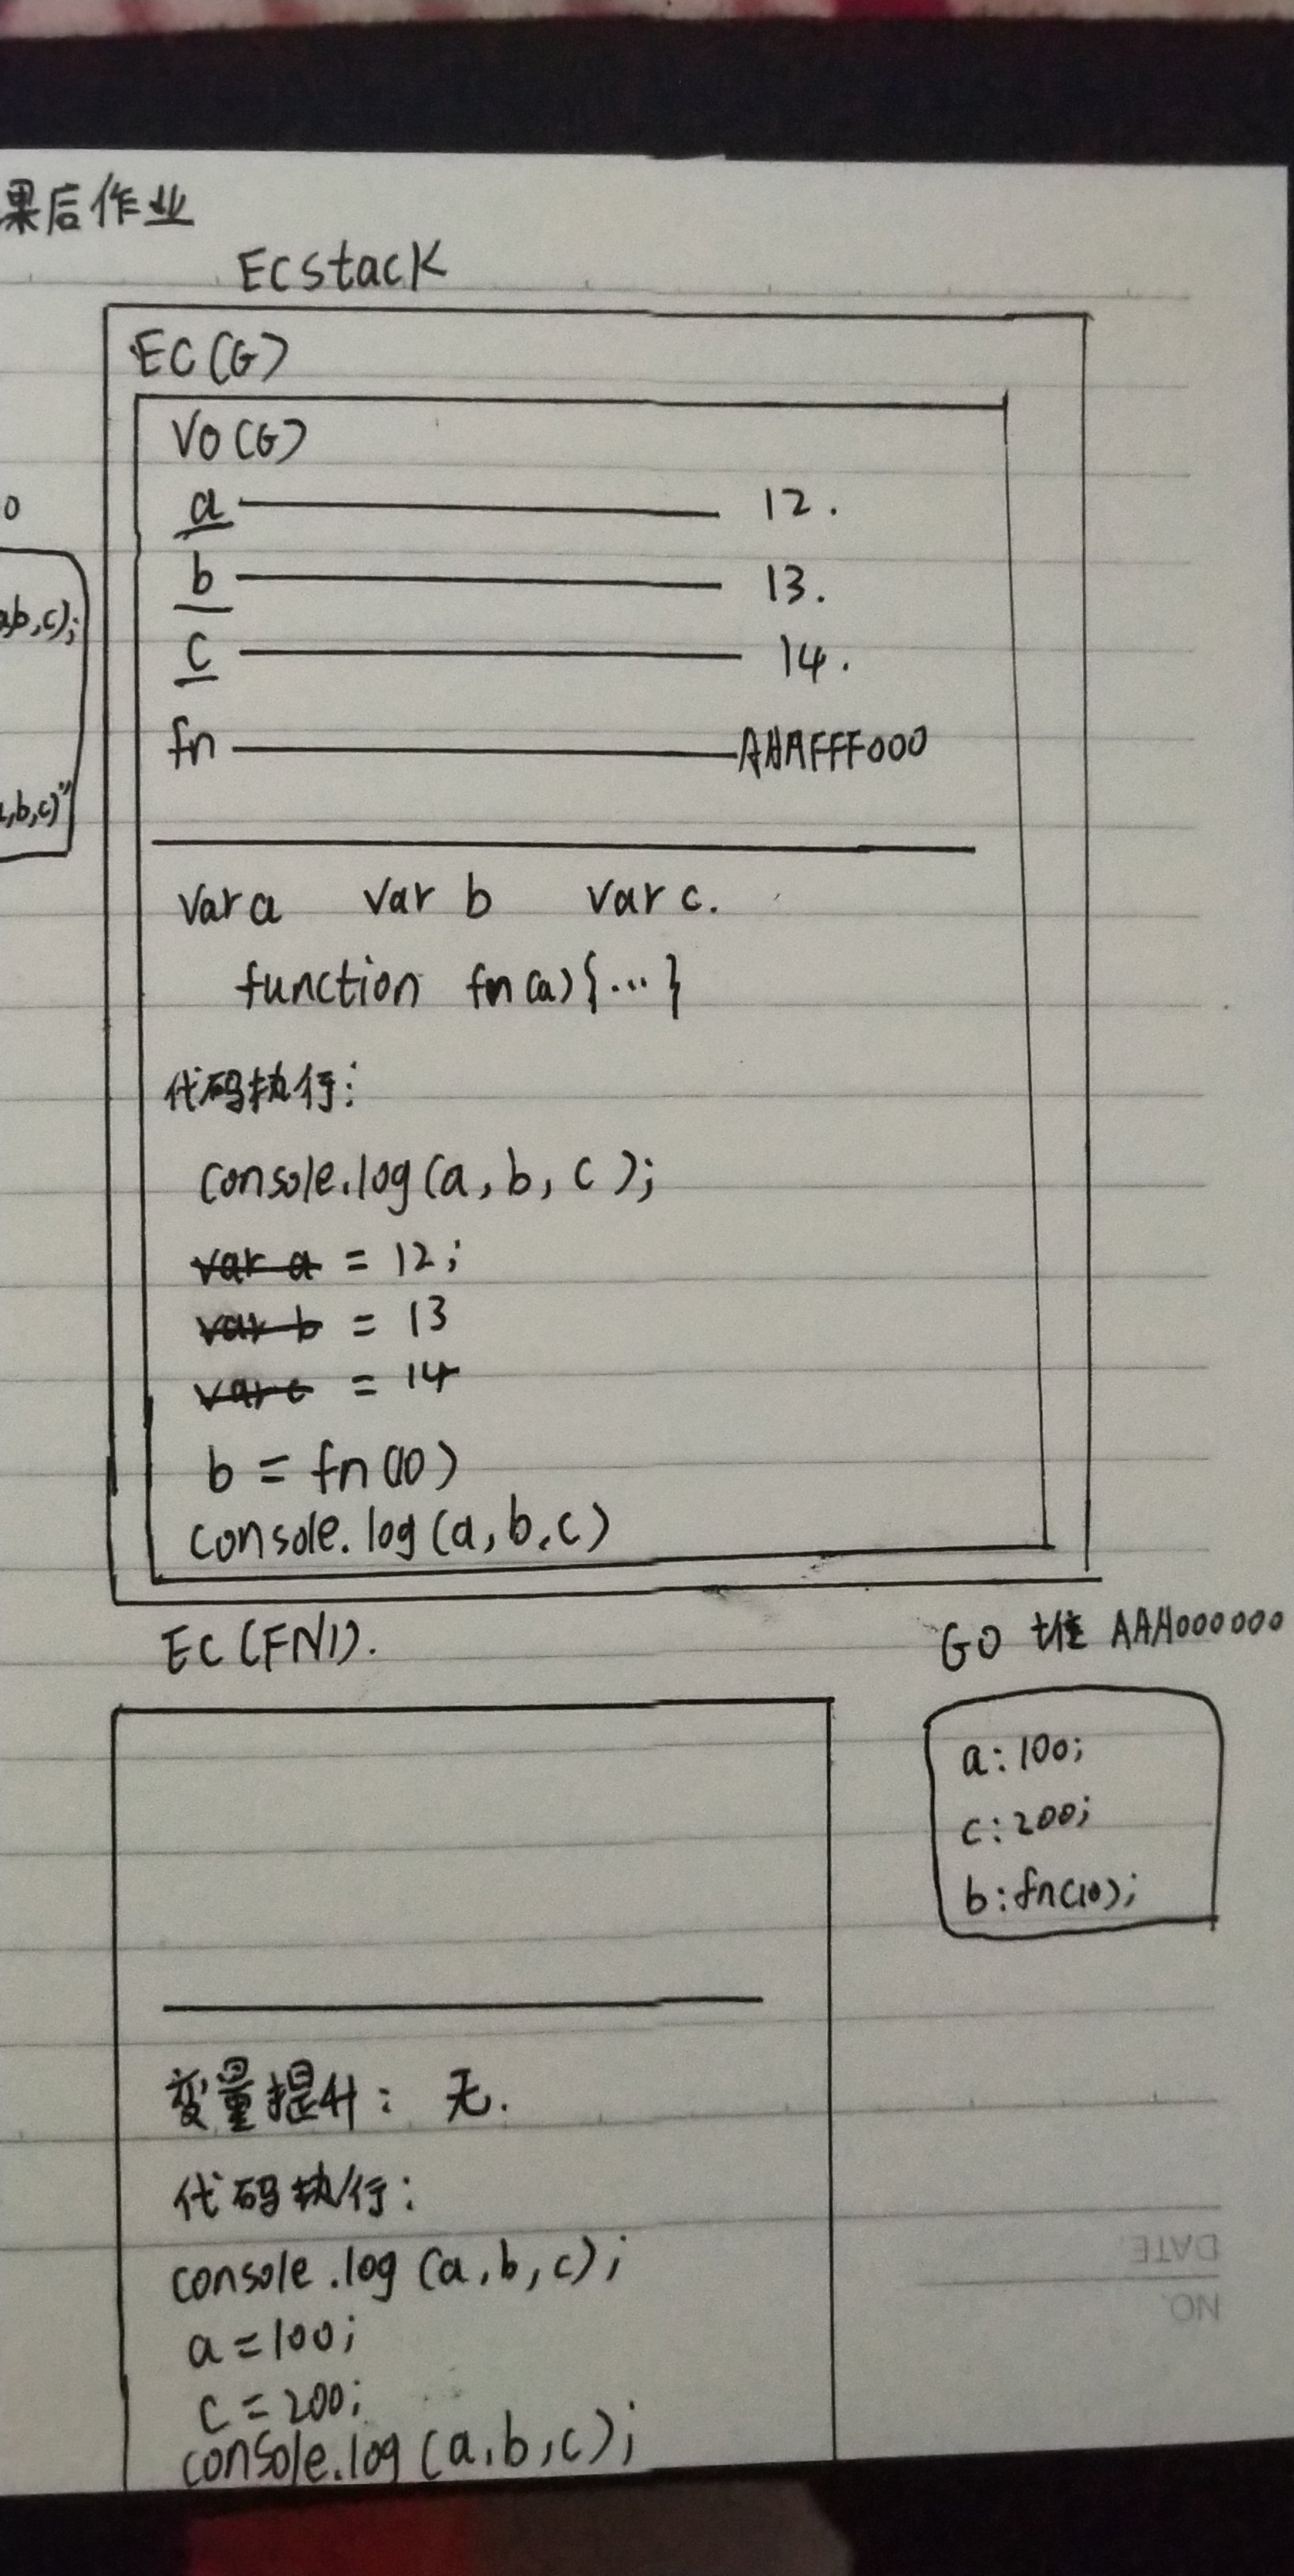 课后作业
ECstack
EC(G)
VO(G)
a 12.
0
b 13.
a,b,c);
c 14.
fn AAAFFF000
,b,c)"
var a var b var c.
function fn(a){...}
代码执行:
console.log(a, b, c);
var a = 12;
var b = 13
var c = 14
b = fn(10)
console.log(a,b,c)
EC(FN1).
GO 堆 AAA000000
a:100;
c:200;
b:fn(10);
变量提升: 无.
代码执行:
console.log(a,b,c);
a=100;
c=200;
console.log(a,b,c);
DATE.
NO.